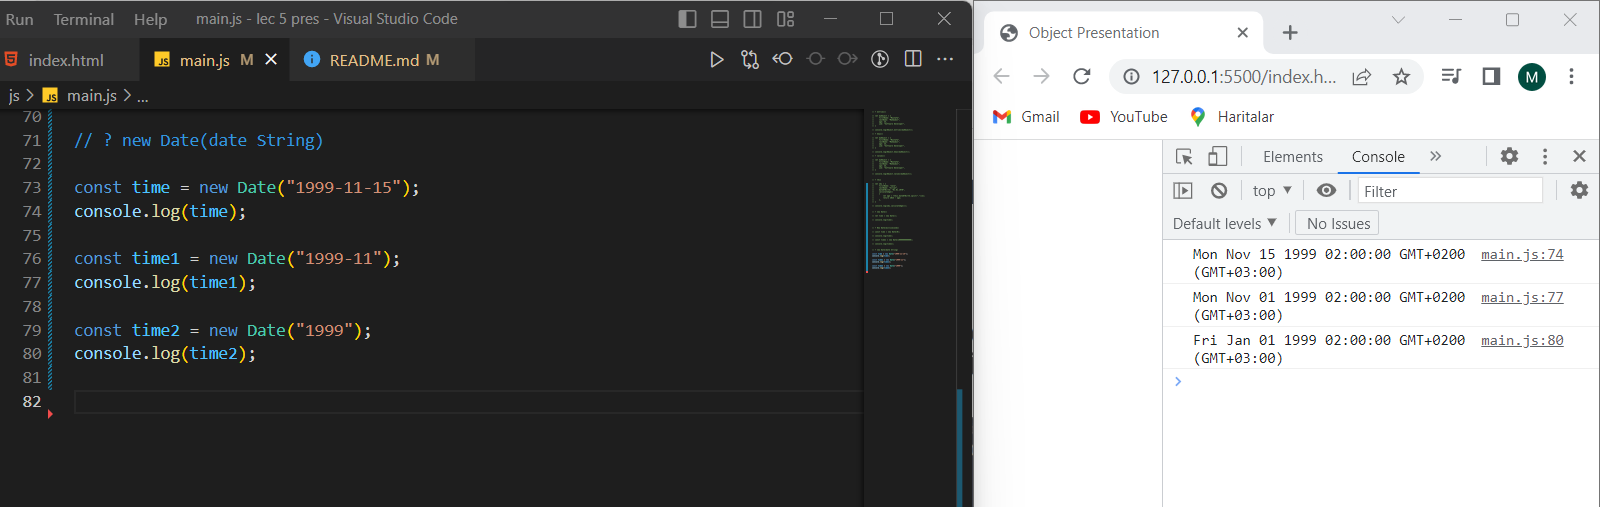 Run Terminal main.js - lec 5 pres - Visual Studio Code
index.html main.js M README.md M
js > main.js > ...
70
71 // ? new Date(date String)
72
73 const time = new Date("1999-11-15");
74 console.log(time);
75
76 const time1 = new Date("1999-11");
77 console.log(time1);
78
79 const time2 = new Date("1999");
80 console.log(time2);
81
82
Object Presentation
127.0.0.1:5500/index.h... M
Gmail YouTube Haritalar
Elements Console »
top ▼ Filter
Default levels ▼ No Issues
Mon Nov 15 1999 02:00:00 GMT+0200 main.js:74
(GMT+03:00)
Mon Nov 01 1999 02:00:00 GMT+0200 main.js:77
(GMT+03:00)
Fri Jan 01 1999 02:00:00 GMT+0200 main.js:80
(GMT+03:00)
>